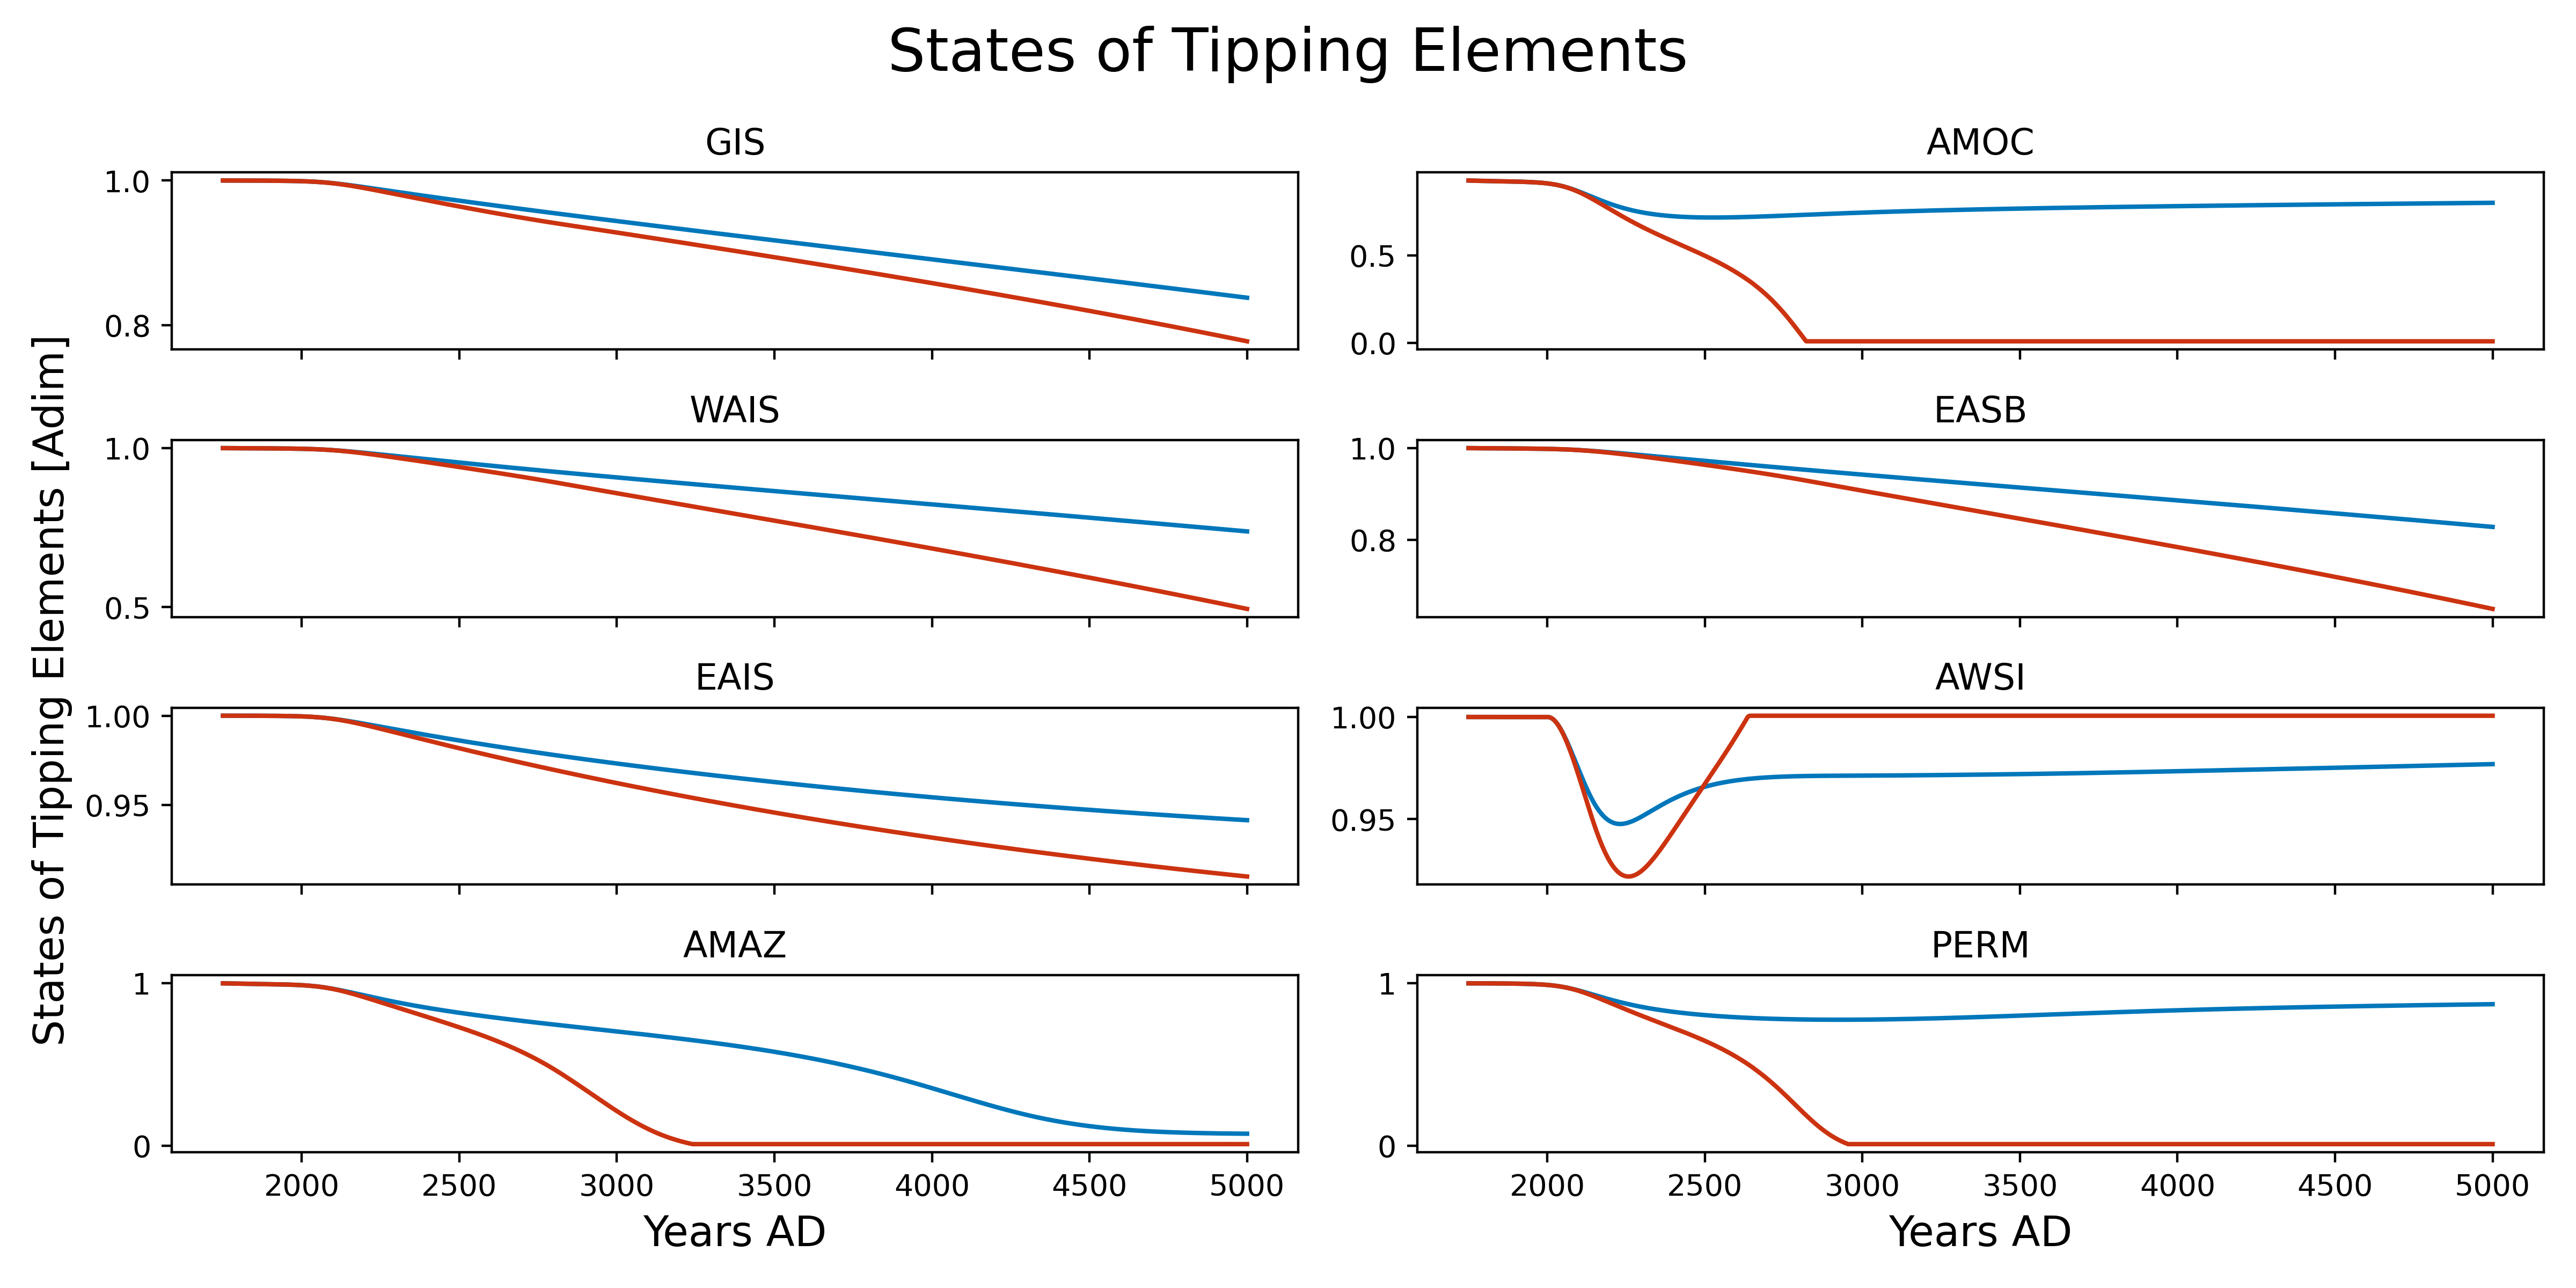 States of Tipping Elements
States of Tipping Elements [Adim]
GIS
1.0
0.8
AMOC
0.5
0.0
WAIS
1.0
0.5
EASB
1.0
0.8
EAIS
1.00
0.95
AWSI
1.00
0.95
AMAZ
1
0
2000 2500 3000 3500 4000 4500 5000
Years AD
PERM
1
0
2000 2500 3000 3500 4000 4500 5000
Years AD